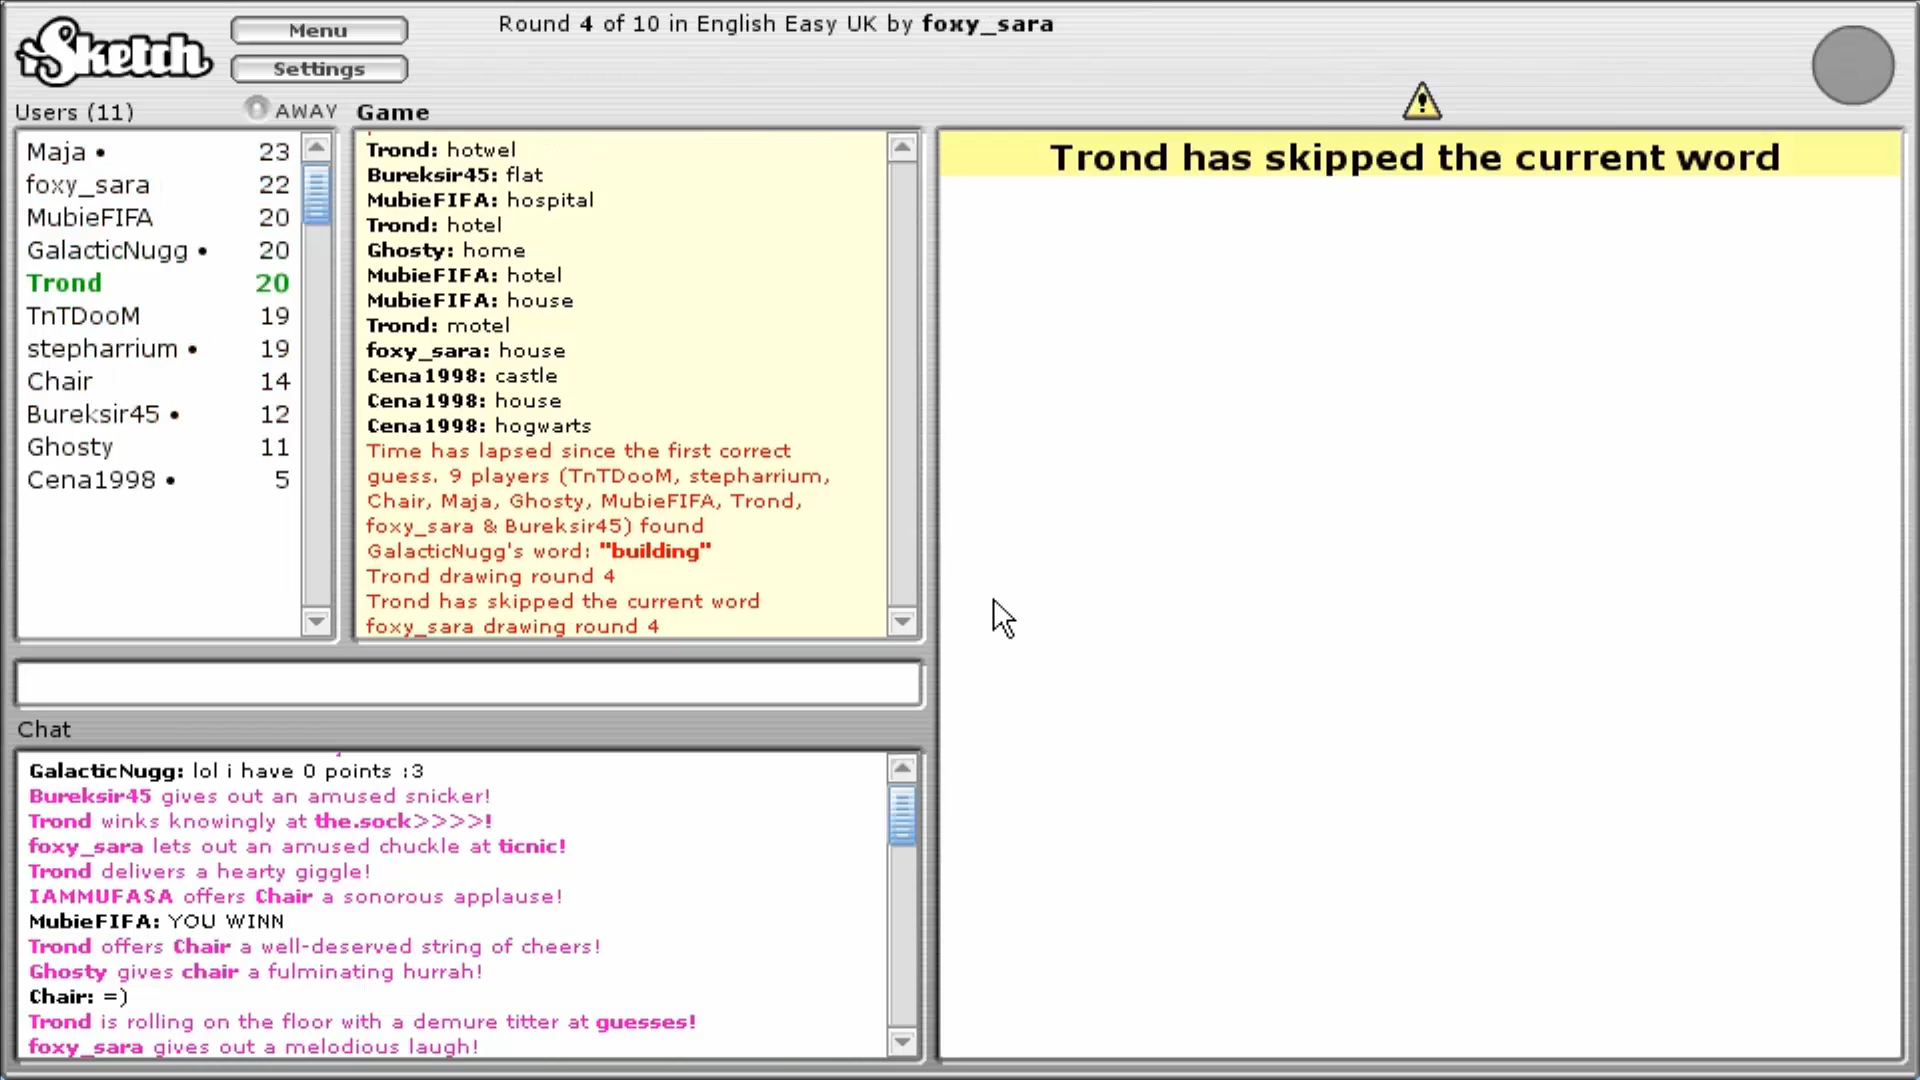 iSketch
Menu
Settings
Round 4 of 10 in English Easy UK by foxy_sara
Users (11)
AWAY
Game
Maja • 23
foxy_sara 22
MubieFIFA 20
GalacticNugg • 20
Trond 20
TnTDooM 19
stepharrium • 19
Chair 14
Bureksir45 • 12
Ghosty 11
Cena1998 • 5
Trond: hotwel
Bureksir45: flat
MubieFIFA: hospital
Trond: hotel
Ghosty: home
MubieFIFA: hotel
MubieFIFA: house
Trond: motel
foxy_sara: house
Cena1998: castle
Cena1998: house
Cena1998: hogwarts
Time has lapsed since the first correct
guess. 9 players (TnTDooM, stepharrium,
Chair, Maja, Ghosty, MubieFIFA, Trond,
foxy_sara & Bureksir45) found
GalacticNugg's word: "building"
Trond drawing round 4
Trond has skipped the current word
foxy_sara drawing round 4
Trond has skipped the current word
Chat
GalacticNugg: lol i have 0 points :3
Bureksir45 gives out an amused snicker!
Trond winks knowingly at the.sock>>>>!
foxy_sara lets out an amused chuckle at ticnic!
Trond delivers a hearty giggle!
IAMMUFASA offers Chair a sonorous applause!
MubieFIFA: YOU WINN
Trond offers Chair a well-deserved string of cheers!
Ghosty gives chair a fulminating hurrah!
Chair: =)
Trond is rolling on the floor with a demure titter at guesses!
foxy_sara gives out a melodious laugh!